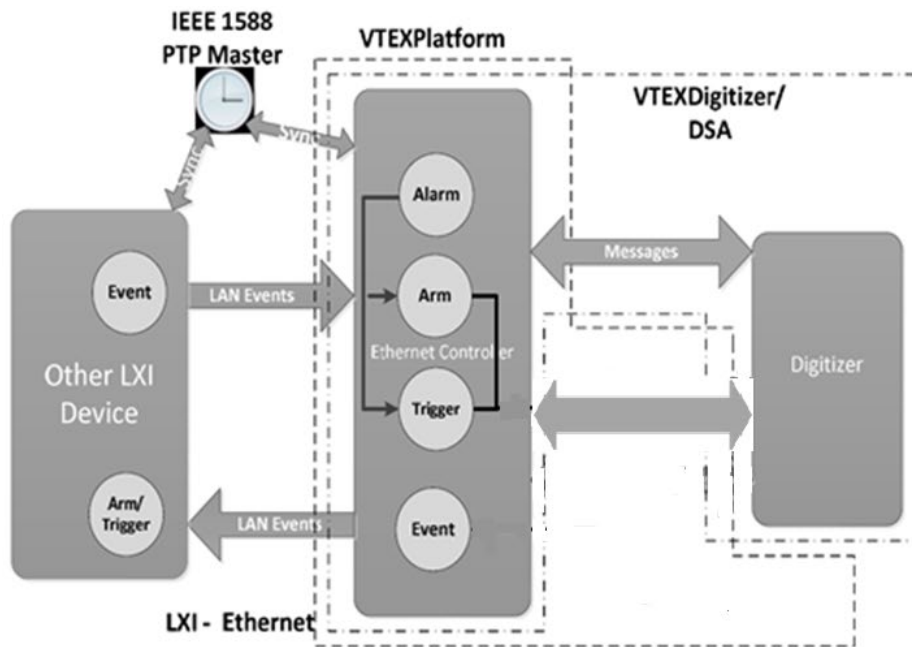 IEEE 1588
PTP Master
VTEXPlatform
VTEXDigitizer/
DSA
Sync
Sync
Alarm
Messages
Event
LAN Events
Arm
Ethernet Controller
Other LXI
Device
Digitizer
Trigger
Arm/
Trigger
LAN Events
Event
LXI - Ethernet